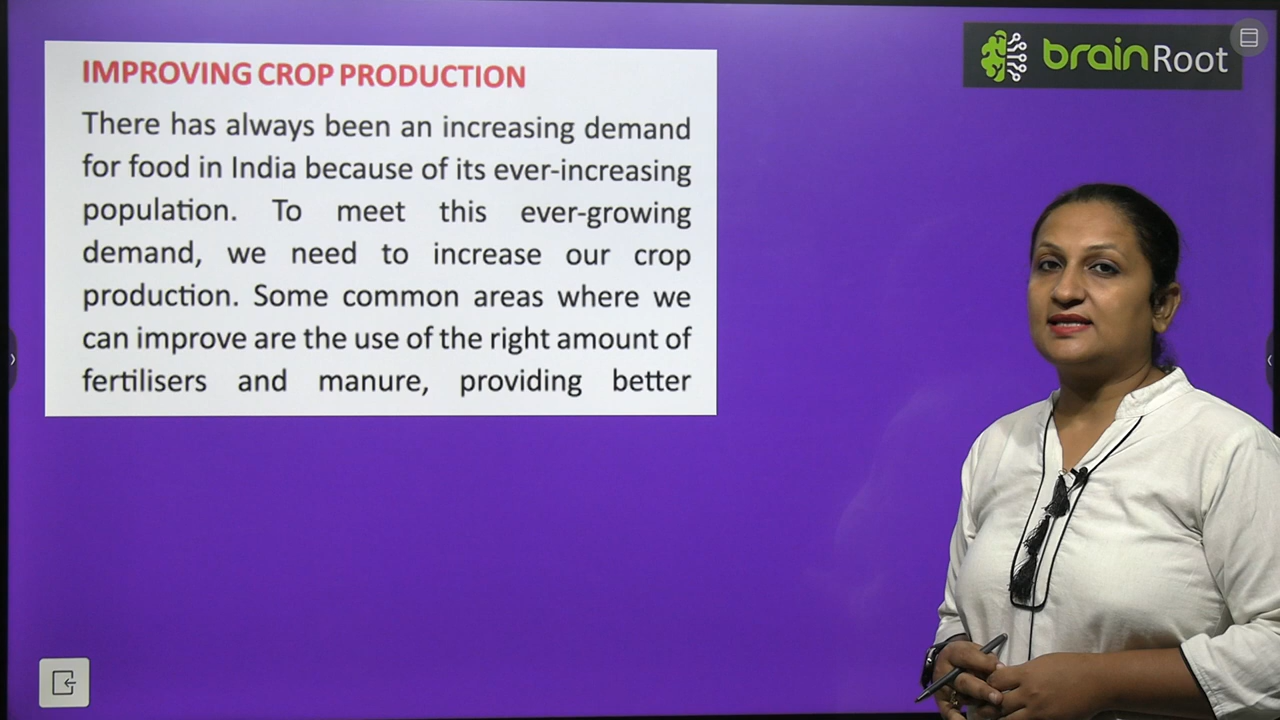 IMPROVING CROP PRODUCTION
There has always been an increasing demand
for food in India because of its ever-increasing
population. To meet this ever-growing
demand, we need to increase our crop
production. Some common areas where we
can improve are the use of the right amount of
fertilisers and manure, providing better
brainRoot